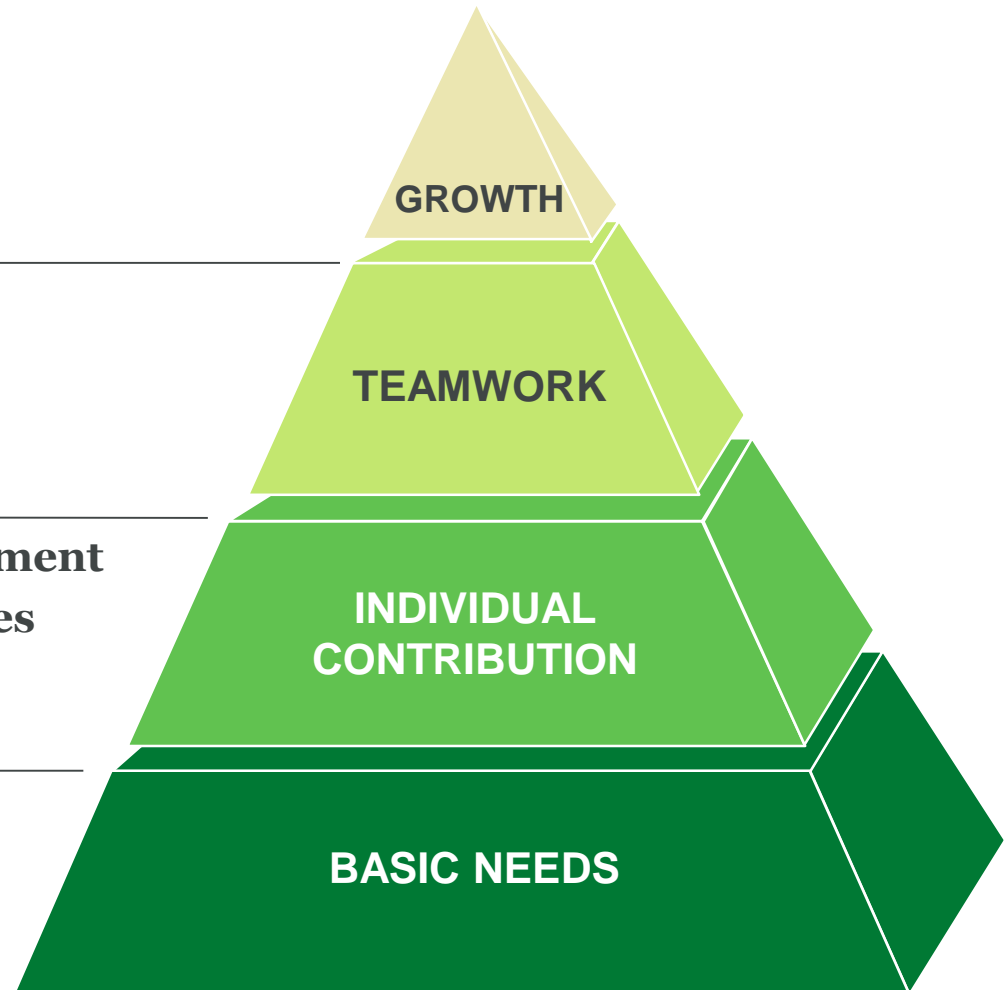 GROWTH
TEAMWORK
ment
es
INDIVIDUAL
CONTRIBUTION
BASIC NEEDS